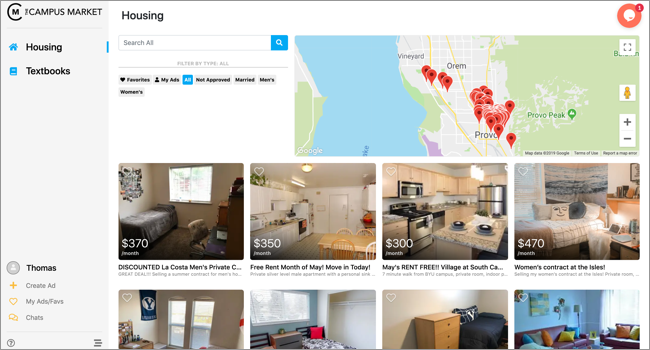 THE CAMPUS MARKET
Housing
Textbooks
Thomas
Create Ad
My Ads/Favs
Chats
Housing
1
Search All
FILTER BY TYPE: ALL
Favorites My Ads All Not Approved Married Men's
Women's
Vineyard
Orem
Provo Peak
Provo
Google
Map data ©2019 Google Terms of Use Report a map error
$370
/month
DISCOUNTED La Costa Men's Private C...
GREAT DEAL!! Selling a summer contract for men's ho...
$350
/month
Free Rent Month of May! Move in Today!
Private silver level male apartment with a personal sink ...
$300
/month
May's RENT FREE!! Village at South Ca...
7 minute walk from BYU campus, private room, indoor p...
$470
/month
Women's contract at the Isles!
Selling my women's contract at the Isles! Private room, ...